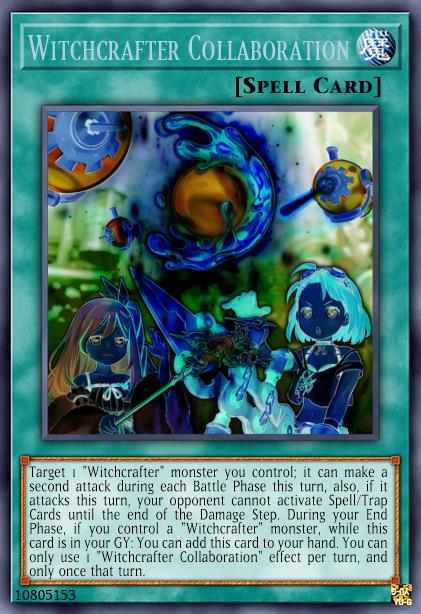 Witchcrafter Collaboration 魔
[Spell Card]
Target 1 "Witchcrafter" monster you control; it can make a
second attack during each Battle Phase this turn, also, if it
attacks this turn, your opponent cannot activate Spell/Trap
Cards until the end of the Damage Step. During your End
Phase, if you control a "Witchcrafter" monster, while this
card is in your GY: You can add this card to your hand. You can
only use 1 "Witchcrafter Collaboration" effect per turn, and
only once that turn.
10805153